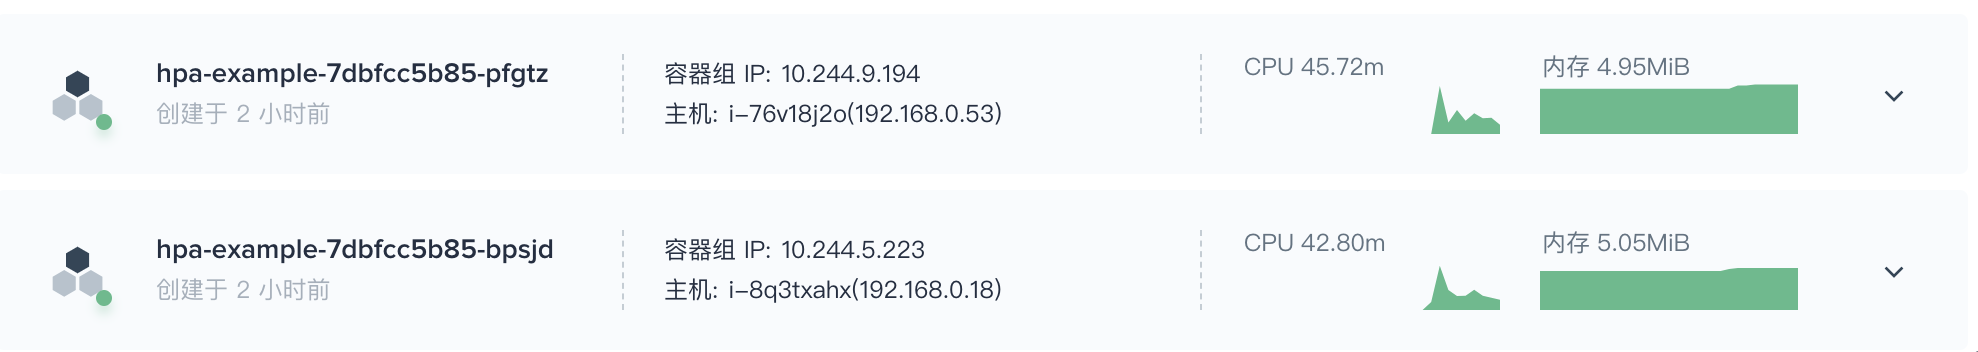 hpa-example-7dbfcc5b85-pfgtz
创建于 2 小时前
容器组 IP: 10.244.9.194
主机: i-76v18j2o(192.168.0.53)
CPU 45.72m
内存 4.95MiB
hpa-example-7dbfcc5b85-bpsjd
创建于 2 小时前
容器组 IP: 10.244.5.223
主机: i-8q3txahx(192.168.0.18)
CPU 42.80m
内存 5.05MiB